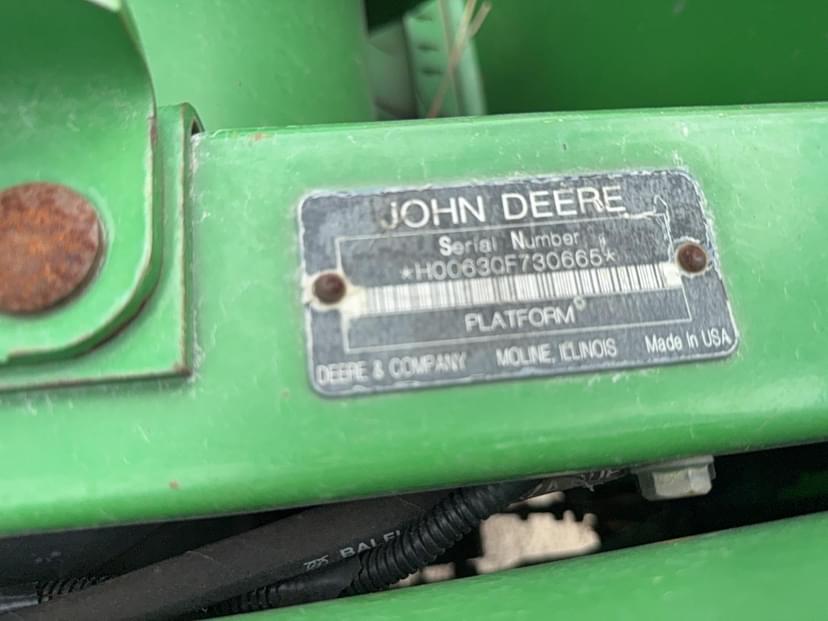 JOHN DEERE
Serial Number
*H00630F730665*
PLATFORM
DEERE & COMPANY MOLINE, ILLINOIS Made in USA